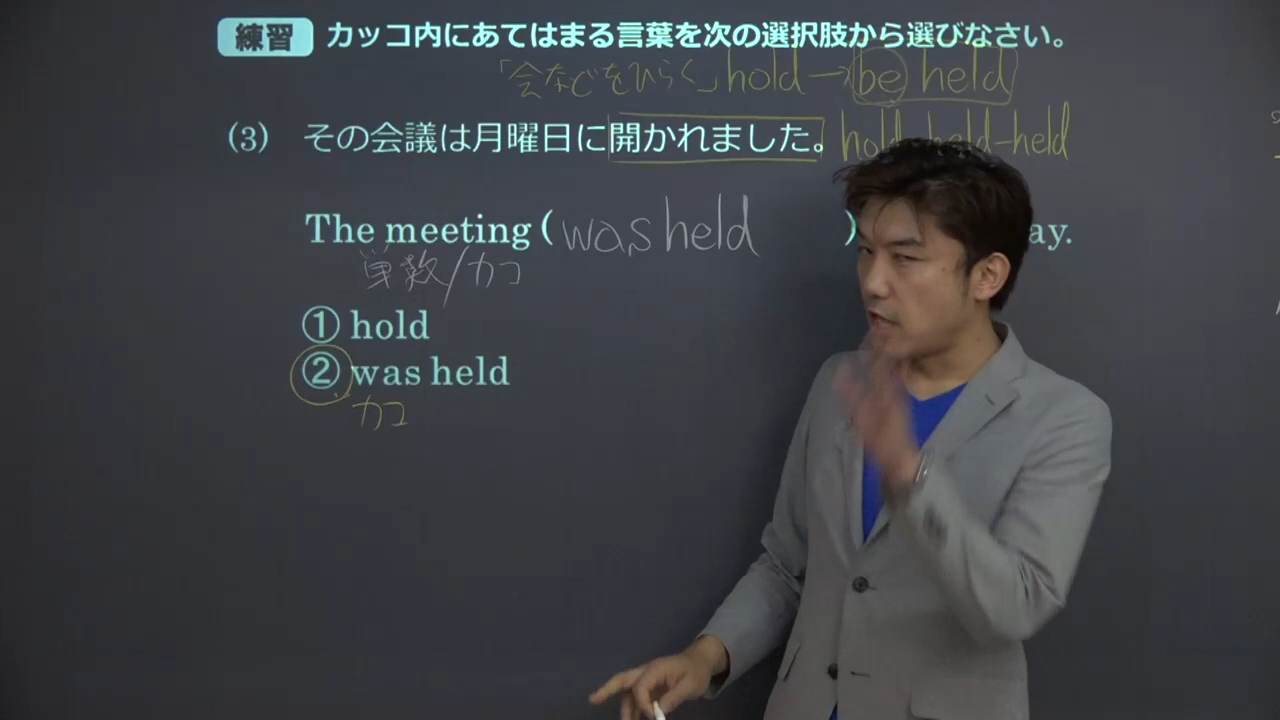 練習 カッコ内にあてはまる言葉を次の選択肢から選びなさい。
「会などをひらく」hold→be held
(3) その会議は月曜日に開かれました。 hold-held-held
The meeting (was held ) ay.
単数/カコ
① hold
② was held
カコ